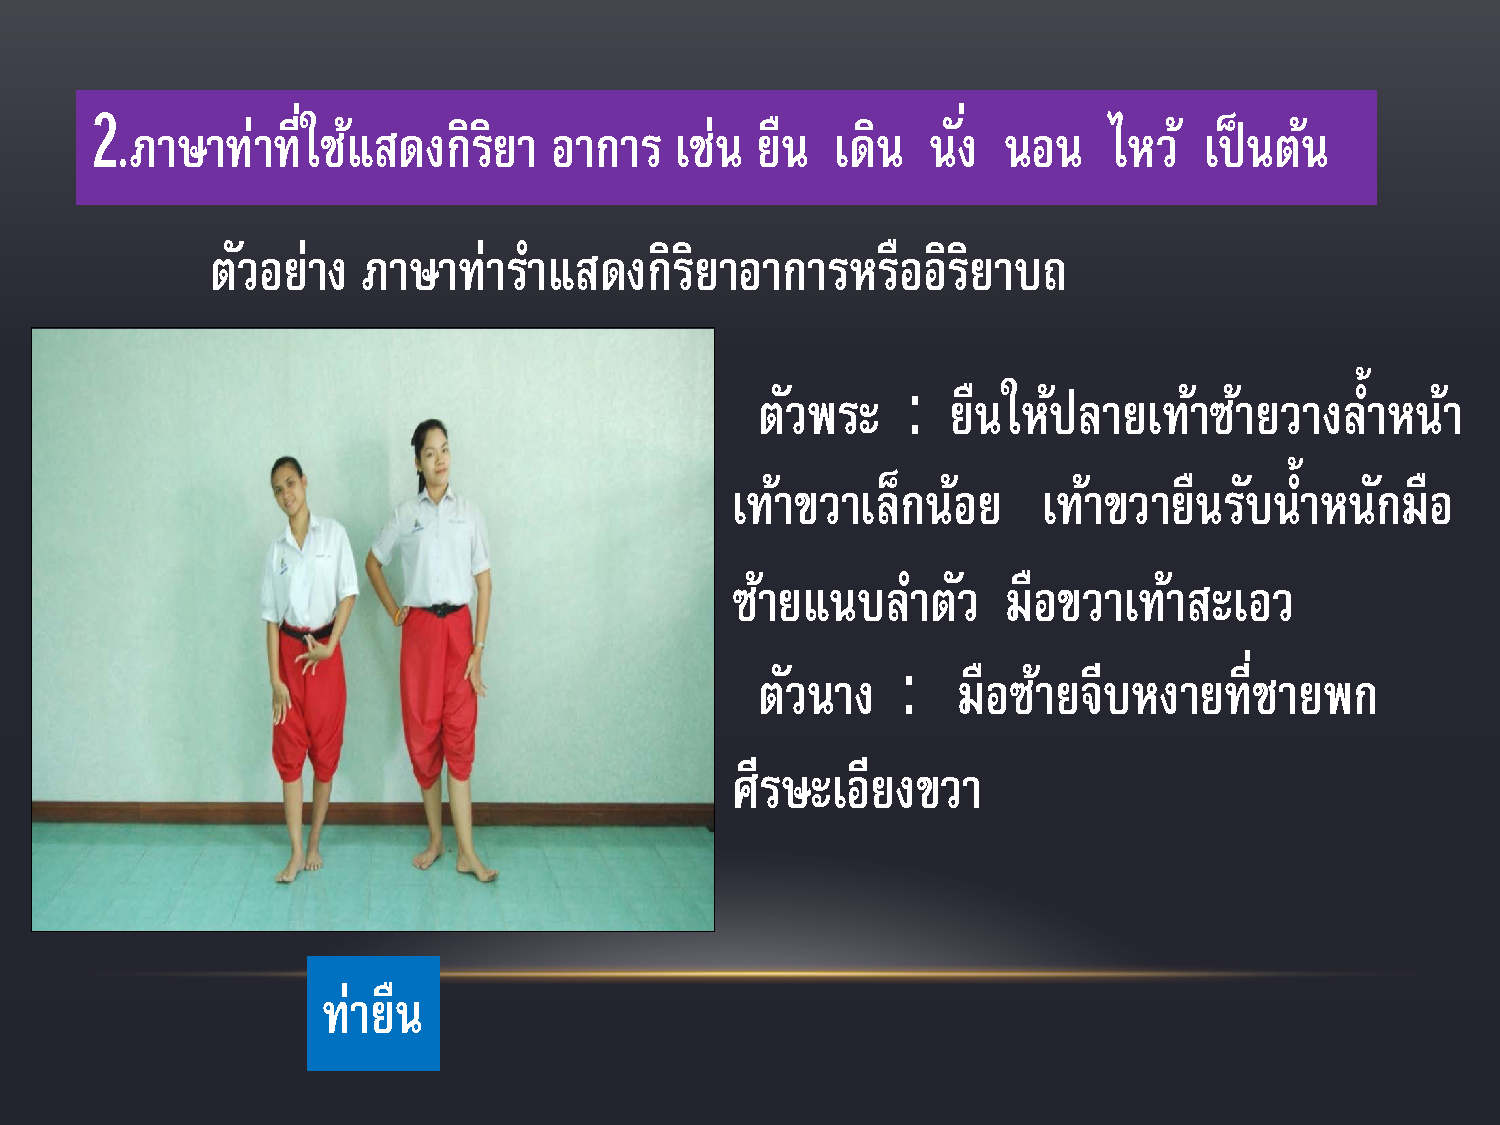 2.ภาษาท่าที่ใช้แสดงกิริยา อาการ เช่น ยืน เดิน นั่ง นอน ไหว้ เป็นต้น
ตัวอย่าง ภาษาท่ารำแสดงกิริยาอาการหรืออิริยาบถ
ตัวพระ : ยืนให้ปลายเท้าซ้ายวางล้ำหน้า
เท้าขวาเล็กน้อย เท้าขวายืนรับน้ำหนักมือ
ซ้ายแนบลำตัว มือขวาเท้าสะเอว
ตัวนาง : มือซ้ายจีบหงายที่ชายพก
ศีรษะเอียงขวา
ท่ายืน